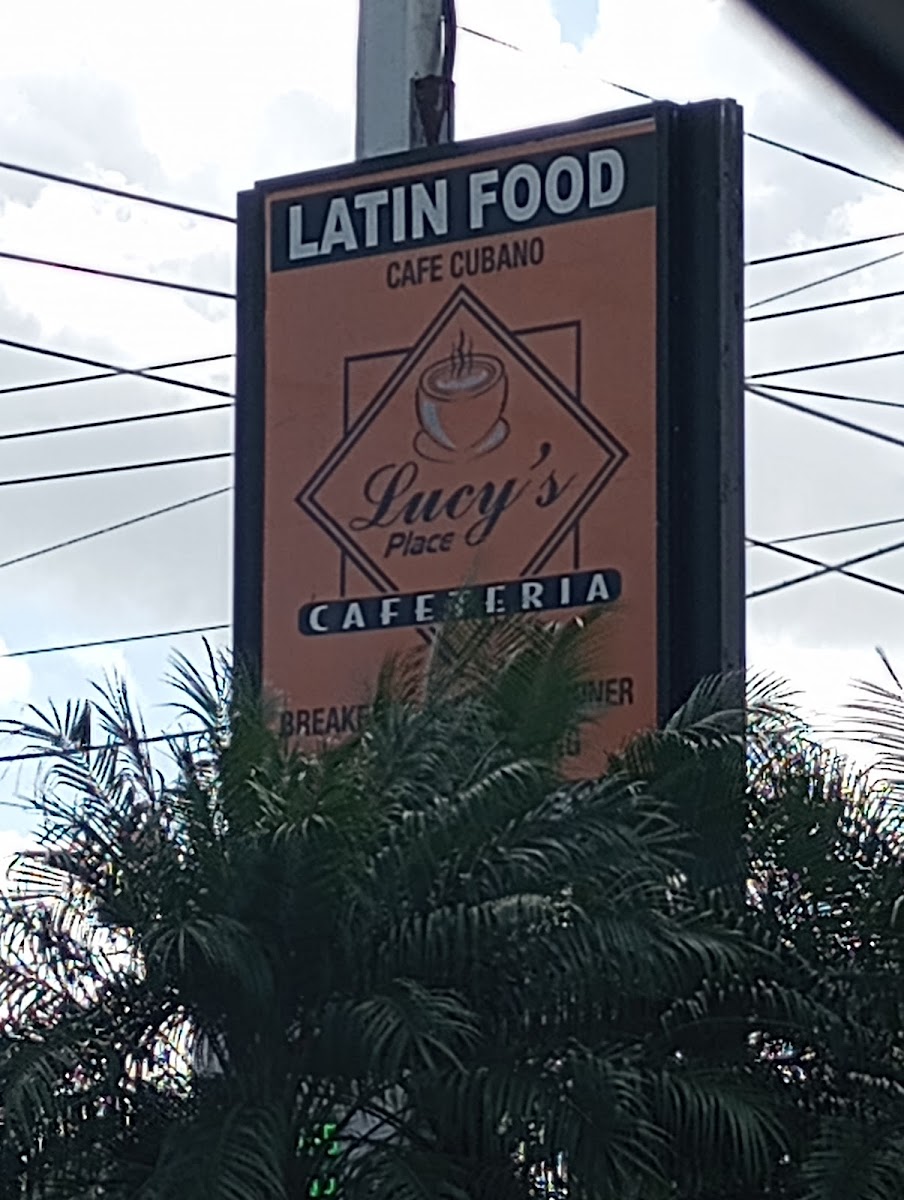 LATIN FOOD
CAFE CUBANO
Lucy's
Place
CAFETERIA